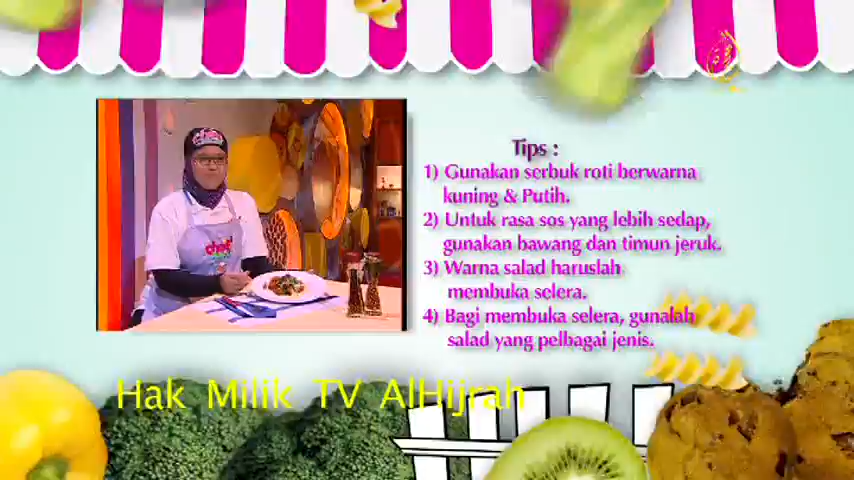 Tips :
1) Gunakan serbuk roti berwarna
kuning & Putih.
2) Untuk rasa sos yang lebih sedap,
gunakan bawang dan timun jeruk.
3) Warna salad haruslah
membuka selera.
4) Bagi membuka selera, gunalah
salad yang pelbagai jenis.
Hak Milik TV AlHijrah